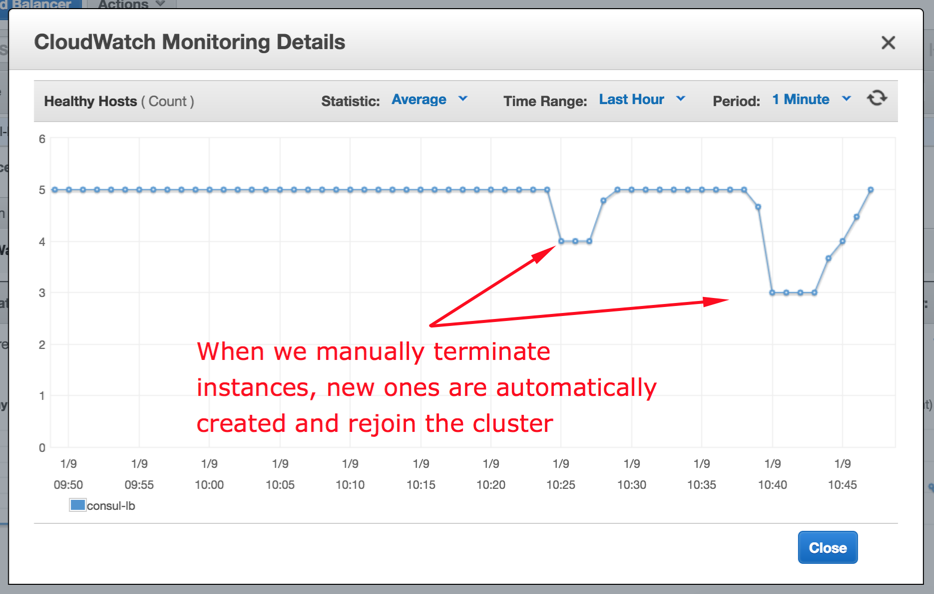 d Balancer Actions
CloudWatch Monitoring Details
Healthy Hosts ( Count ) Statistic: Average Time Range: Last Hour Period: 1 Minute
6
5
4
3
2
1
0
When we manually terminate
instances, new ones are automatically
created and rejoin the cluster
1/9 1/9 1/9 1/9 1/9 1/9 1/9 1/9 1/9 1/9 1/9 1/9
09:50 09:55 10:00 10:05 10:10 10:15 10:20 10:25 10:30 10:35 10:40 10:45
consul-lb
Close